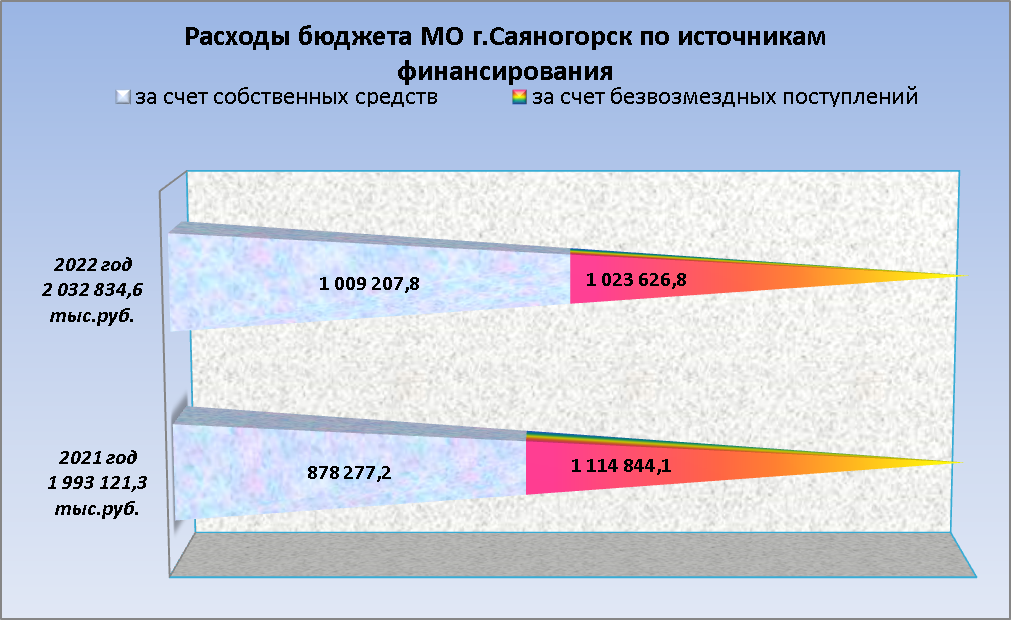 Расходы бюджета МО г.Саяногорск по источникам
финансирования
за счет собственных средств за счет безвозмездных поступлений
2022 год
2 032 834,6
тыс.руб.
1 009 207,8
1 023 626,8
2021 год
1 993 121,3
тыс.руб.
878 277,2
1 114 844,1